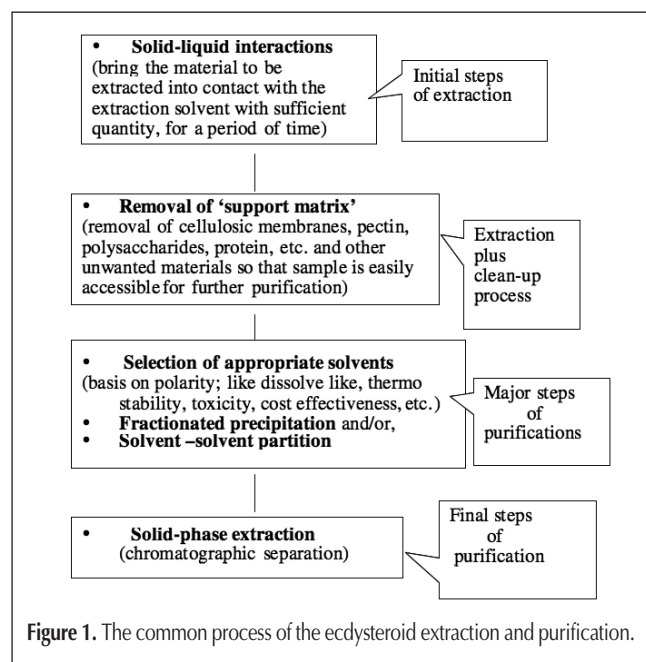 • Solid-liquid interactions
(bring the material to be
extracted into contact with the
extraction solvent with sufficient
quantity, for a period of time)
Initial steps
of extraction
• Removal of ‘support matrix’
(removal of cellulosic membranes, pectin,
polysaccharides, protein, etc. and other
unwanted materials so that sample is easily
accessible for further purification)
Extraction
plus
clean-up
process
• Selection of appropriate solvents
(basis on polarity; like dissolve like, thermo
stability, toxicity, cost effectiveness, etc.)
• Fractionated precipitation and/or,
• Solvent –solvent partition
Major steps
of
purifications
• Solid-phase extraction
(chromatographic separation)
Final steps
of
purification
Figure 1. The common process of the ecdysteroid extraction and purification.